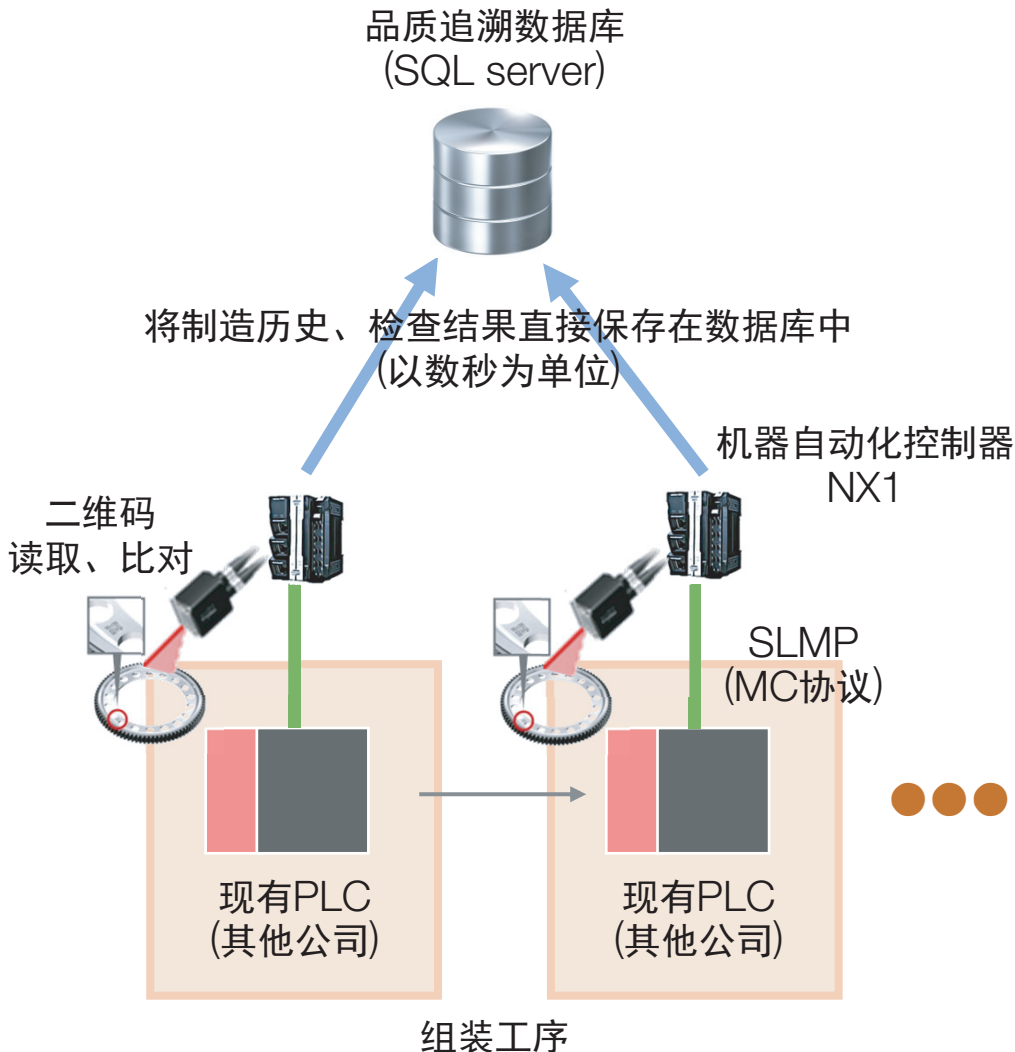 品质追溯数据库
(SQL server)
将制造历史、检查结果直接保存在数据库中
(以数秒为单位)
机器自动化控制器
NX1
二维码
读取、比对
SLMP
(MC协议)
现有PLC
(其他公司)
现有PLC
(其他公司)
组装工序